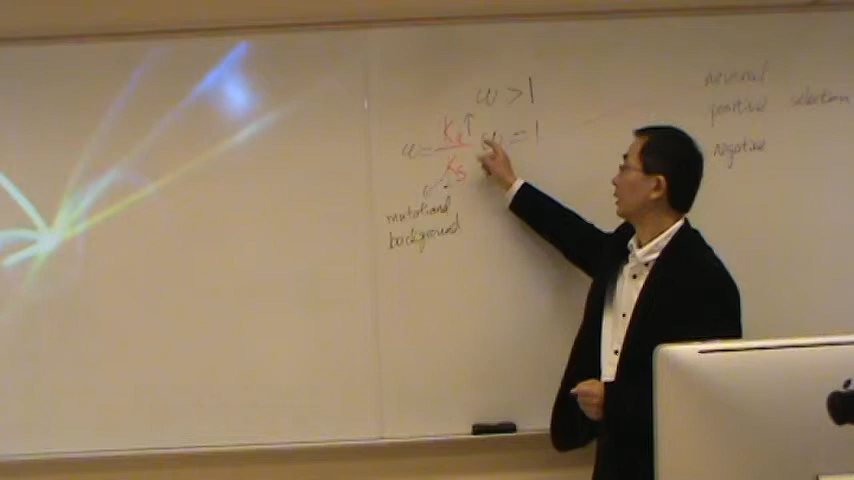 ω > 1
ω = Ka↑ / Ks
ω = 1
mutational
background
neutral
positive selection
negative